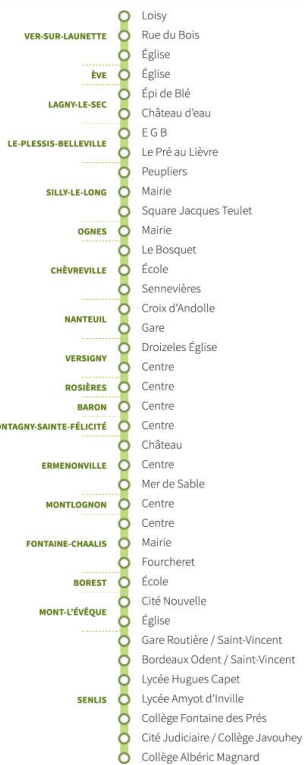 Loisy
VER-SUR-LAUNETTE
Rue du Bois
Église
ÈVE
Église
Épi de Blé
LAGNY-LE-SEC
Château d'eau
E G B
LE-PLESSIS-BELLEVILLE
Le Pré au Lièvre
Peupliers
SILLY-LE-LONG
Mairie
Square Jacques Teulet
OGNES
Mairie
Le Bosquet
CHÈVREVILLE
École
Sennevières
Croix d'Andolle
NANTEUIL
Gare
Droizeles Église
VERSIGNY
Centre
ROSIÈRES
Centre
BARON
Centre
ONTAGNY-SAINTE-FÉLICITÉ
Centre
Château
ERMENONVILLE
Centre
Mer de Sable
MONTLOGNON
Centre
Centre
FONTAINE-CHAALIS
Mairie
Fourcheret
BOREST
École
Cité Nouvelle
MONT-L'ÉVÊQUE
Église
Gare Routière / Saint-Vincent
Bordeaux Odent / Saint-Vincent
Lycée Hugues Capet
SENLIS
Lycée Amyot d'Inville
Collège Fontaine des Prés
Cité Judiciaire / Collège Javouhey
Collège Albéric Magnard